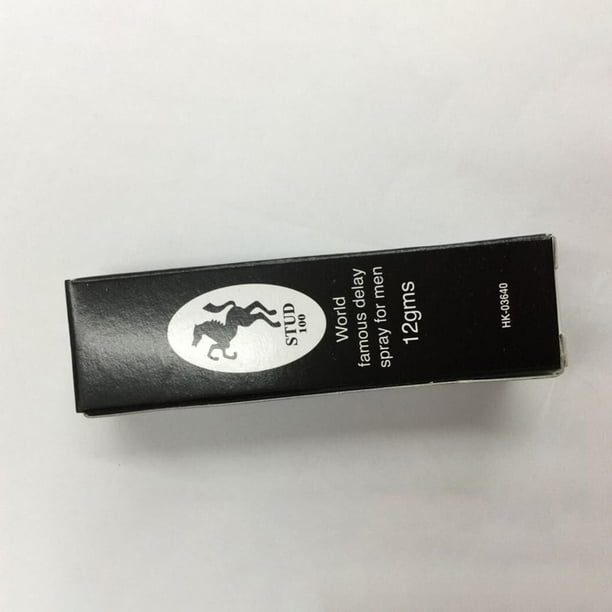 STUD
100
World
famous delay
spray for men
12gms
HK-03640